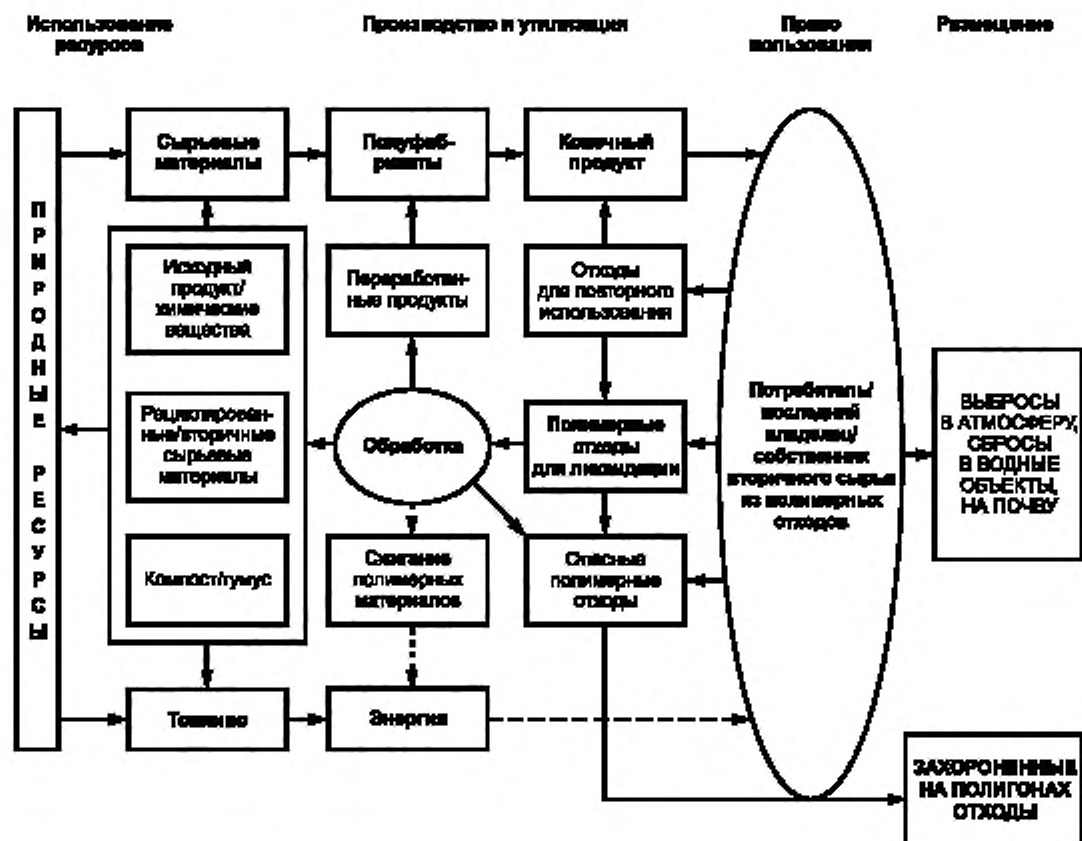 Использование
ресурсов
Производство и утилизация
Право
пользования
Размещение
ПРИРОДНЫЕ РЕСУРСЫ
Сырьевые
материалы
Полуфаб-
рикаты
Конечный
продукт
Исходный
продукт/
химические
вещества
Переработан-
ные продукты
Отходы
для повторного
использования
Рециклирован-
ные/вторичные
сырьевые
материалы
Обработка
Полимерные
отходы
для ликвидации
Потребитель/
последний
владелец/
собственник
вторичного сырья
из полимерных
отходов
ВЫБРОСЫ
В АТМОСФЕРУ,
СБРОСЫ
В ВОДНЫЕ
ОБЪЕКТЫ,
НА ПОЧВУ
Компост/гумус
Сжигание
полимерных
материалов
Опасные
полимерные
отходы
Топливо
Энергия
ЗАХОРОНЕННЫЕ
НА ПОЛИГОНАХ
ОТХОДЫ